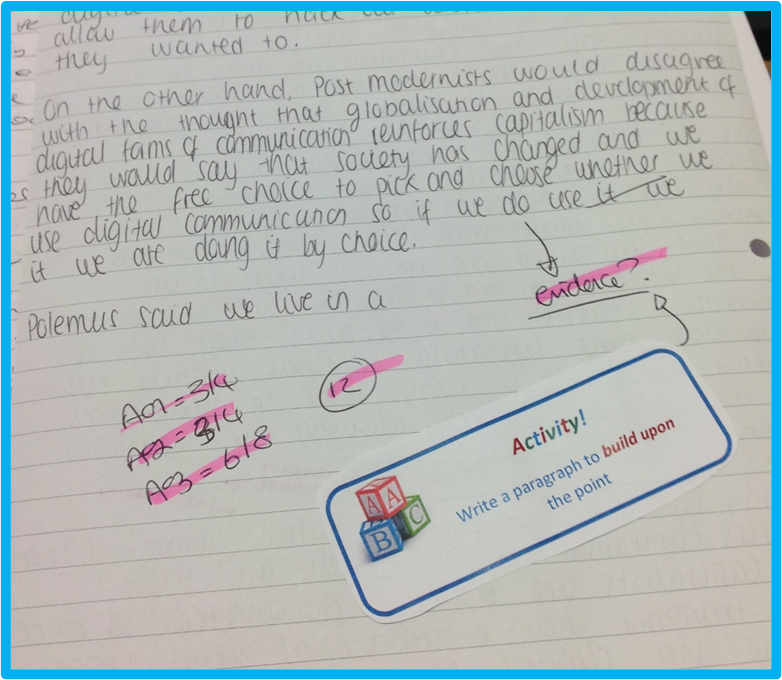 allow them to
they wanted to.
On the other hand, Post modernists would disagree
with the thought that globalisation and development of
digital forms of communication reinforces capitalism because
they would say that society has changed and we
have the free choice to pick and choose whether we
use digital communication so if we do use it we
it we are doing it by choice.
evidence?
Polemus said we live in a
12
AO1 = 3/4
AO2 = 3/4
AO3 = 6/8
Activity!
Write a paragraph to build upon
the point
A A
B C